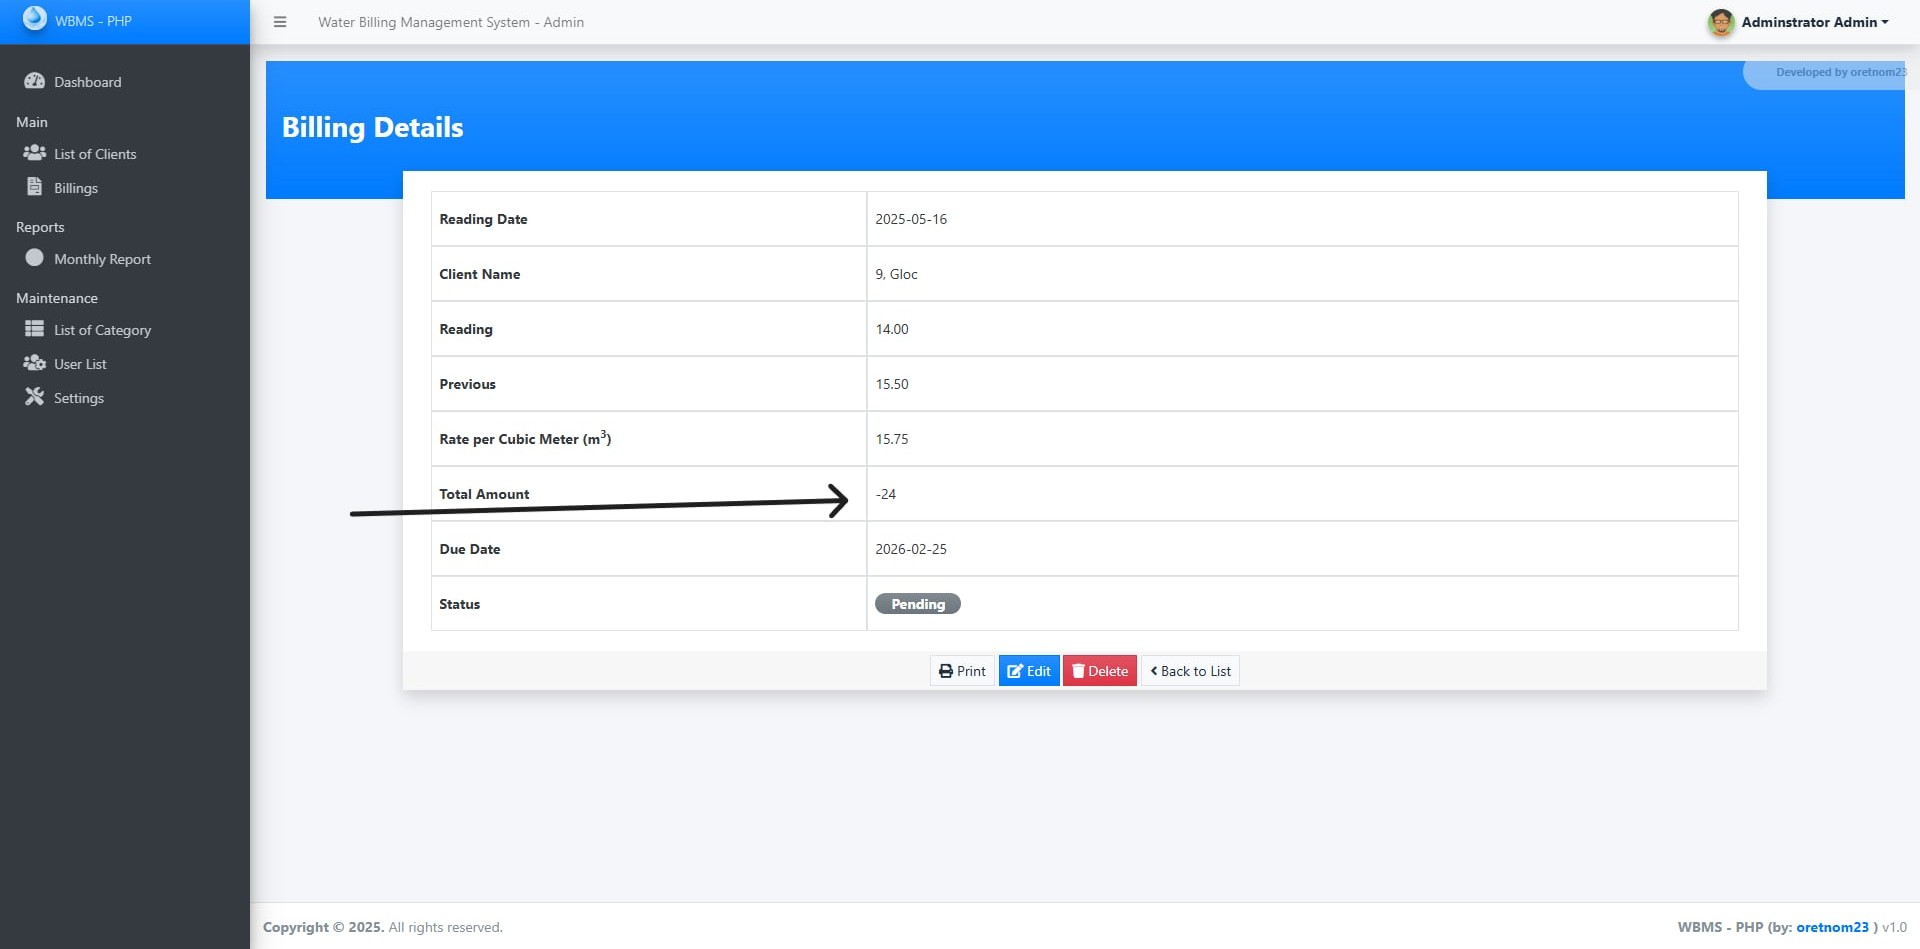 WBMS - PHP
Water Billing Management System - Admin
Adminstrator Admin
Developed by oretnom23
Dashboard
Main
List of Clients
Billings
Reports
Monthly Report
Maintenance
List of Category
User List
Settings
Billing Details
Reading Date 2025-05-16
Client Name 9, Gloc
Reading 14.00
Previous 15.50
Rate per Cubic Meter (m³) 15.75
Total Amount -24
Due Date 2026-02-25
Status Pending
Print Edit Delete Back to List
Copyright © 2025. All rights reserved.
WBMS - PHP (by: oretnom23 ) v1.0